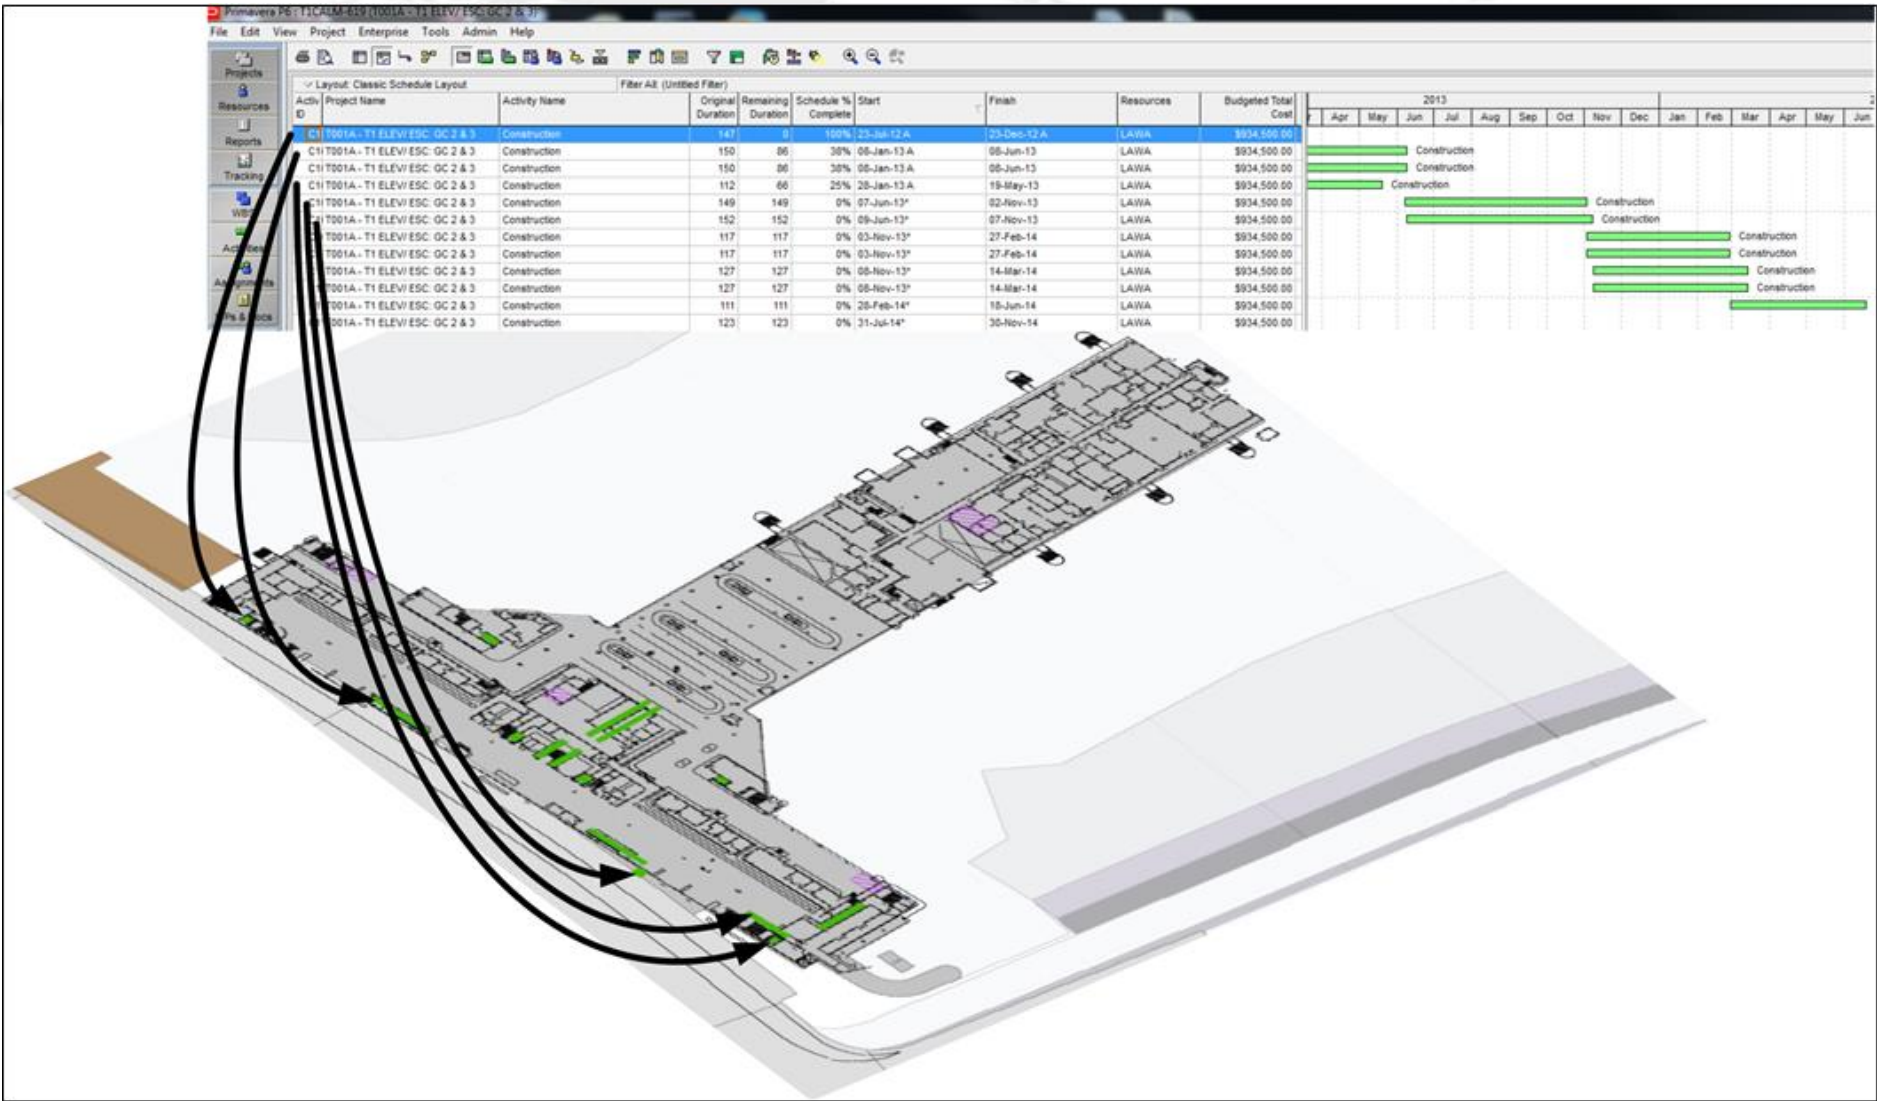 Primavera P6 : T1CALM-619 (T001A - T1 ELEV/ ESC: GC 2 & 3)
File Edit View Project Enterprise Tools Admin Help
Projects
Resources
Reports
Tracking
Layout: Classic Schedule Layout Filter All: (Untitled Filter)
Activ ID Project Name Activity Name Original Duration Remaining Duration Schedule % Complete Start Finish Resources Budgeted Total Cost
2013
Apr May Jun Jul Aug Sep Oct Nov Dec Jan Feb Mar Apr May Jun
T001A - T1 ELEV/ ESC: GC 2 & 3 Construction 147 0 100% 23-Jul-12 A 23-Dec-12 A LAWA $934,500.00
T001A - T1 ELEV/ ESC: GC 2 & 3 Construction 150 86 38% 06-Jan-13 A 08-Jun-13 LAWA $934,500.00 Construction
T001A - T1 ELEV/ ESC: GC 2 & 3 Construction 150 86 38% 06-Jan-13 A 08-Jun-13 LAWA $934,500.00 Construction
T001A - T1 ELEV/ ESC: GC 2 & 3 Construction 112 66 25% 28-Jan-13 A 19-May-13 LAWA $934,500.00 Construction
T001A - T1 ELEV/ ESC: GC 2 & 3 Construction 149 149 0% 07-Jun-13* 02-Nov-13 LAWA $934,500.00 Construction
T001A - T1 ELEV/ ESC: GC 2 & 3 Construction 152 152 0% 09-Jun-13* 07-Nov-13 LAWA $934,500.00 Construction
T001A - T1 ELEV/ ESC: GC 2 & 3 Construction 117 117 0% 03-Nov-13* 27-Feb-14 LAWA $934,500.00 Construction
T001A - T1 ELEV/ ESC: GC 2 & 3 Construction 117 117 0% 03-Nov-13* 27-Feb-14 LAWA $934,500.00 Construction
T001A - T1 ELEV/ ESC: GC 2 & 3 Construction 127 127 0% 08-Nov-13* 14-Mar-14 LAWA $934,500.00 Construction
T001A - T1 ELEV/ ESC: GC 2 & 3 Construction 127 127 0% 08-Nov-13* 14-Mar-14 LAWA $934,500.00 Construction
T001A - T1 ELEV/ ESC: GC 2 & 3 Construction 111 111 0% 28-Feb-14* 18-Jun-14 LAWA $934,500.00
T001A - T1 ELEV/ ESC: GC 2 & 3 Construction 123 123 0% 31-Jul-14* 30-Nov-14 LAWA $934,500.00